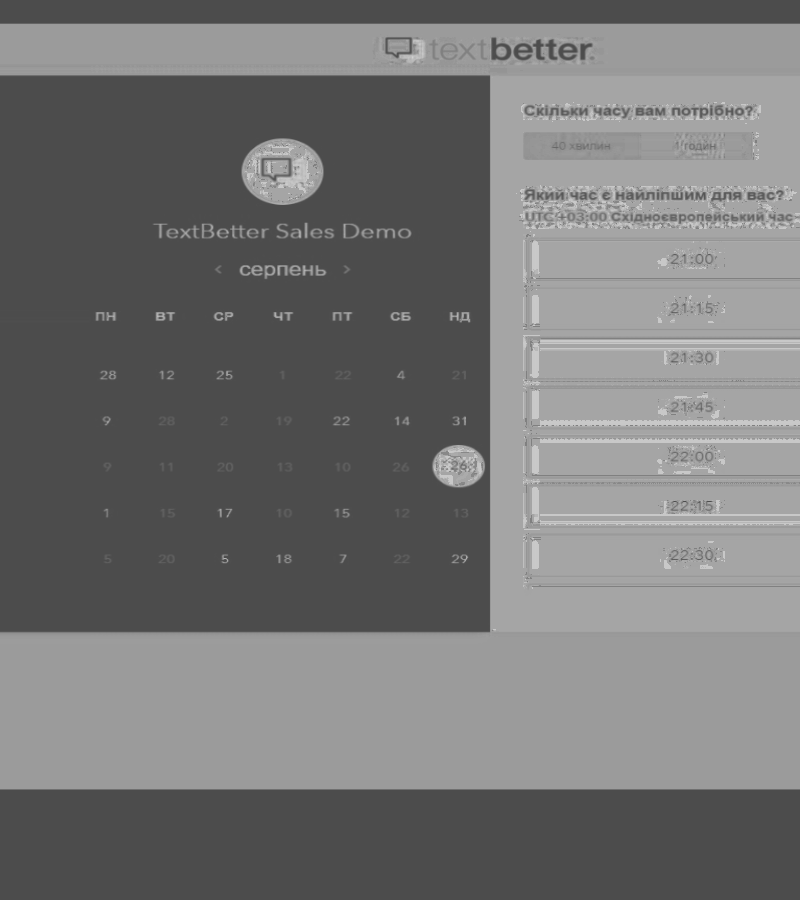 textbetter.
TextBetter Sales Demo
< серпень >
ПН ВТ СР ЧТ ПТ СБ НД
28 12 25 1 22 4 21
9 28 2 19 22 14 31
9 11 20 13 10 26 26
1 15 17 10 15 12 13
5 20 5 18 7 22 29
Скільки часу вам потрібно?
40 хвилин 1 годин
Який час є найліпшим для вас?
UTC +03:00 Східноєвропейський час
21:00
21:15
21:30
21:45
22:00
22:15
22:30